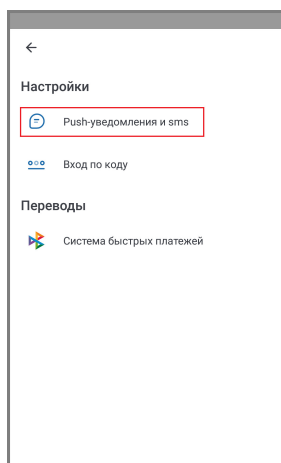 Настройки
Push-уведомления и sms
Вход по коду
Переводы
Система быстрых платежей